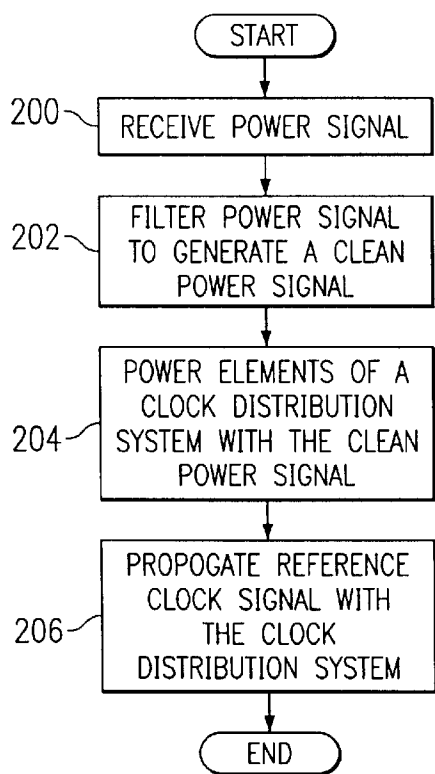 START
200
RECEIVE POWER SIGNAL
202
FILTER POWER SIGNAL
TO GENERATE A CLEAN
POWER SIGNAL
204
POWER ELEMENTS OF A
CLOCK DISTRIBUTION
SYSTEM WITH THE CLEAN
POWER SIGNAL
206
PROPOGATE REFERENCE
CLOCK SIGNAL WITH
THE CLOCK
DISTRIBUTION SYSTEM
END